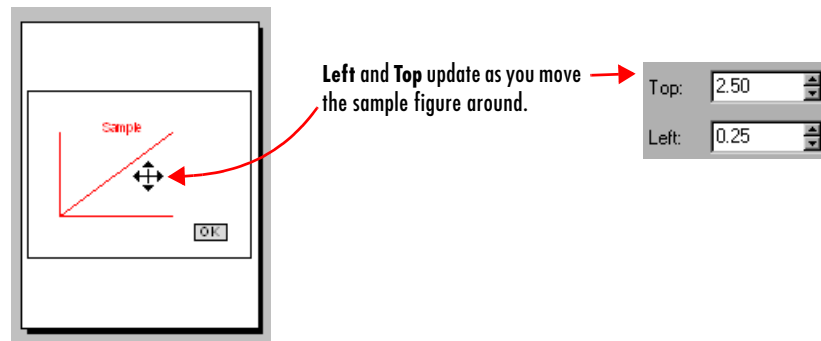 Sample
OK
Left and Top update as you move
the sample figure around.
Top: 2.50
Left: 0.25